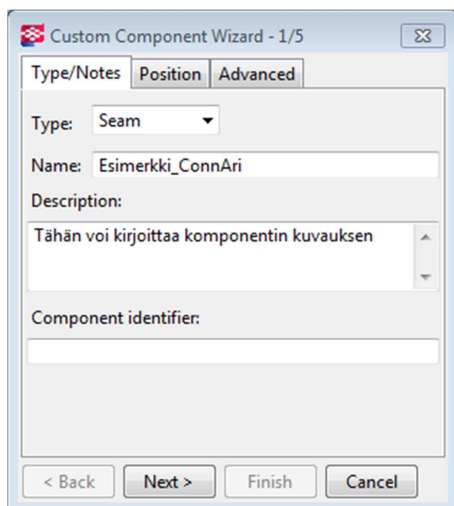 Custom Component Wizard - 1/5
Type/Notes Position Advanced
Type: Seam
Name: Esimerkki_ConnAri
Description:
Tähän voi kirjoittaa komponentin kuvauksen
Component identifier:
< Back Next > Finish Cancel